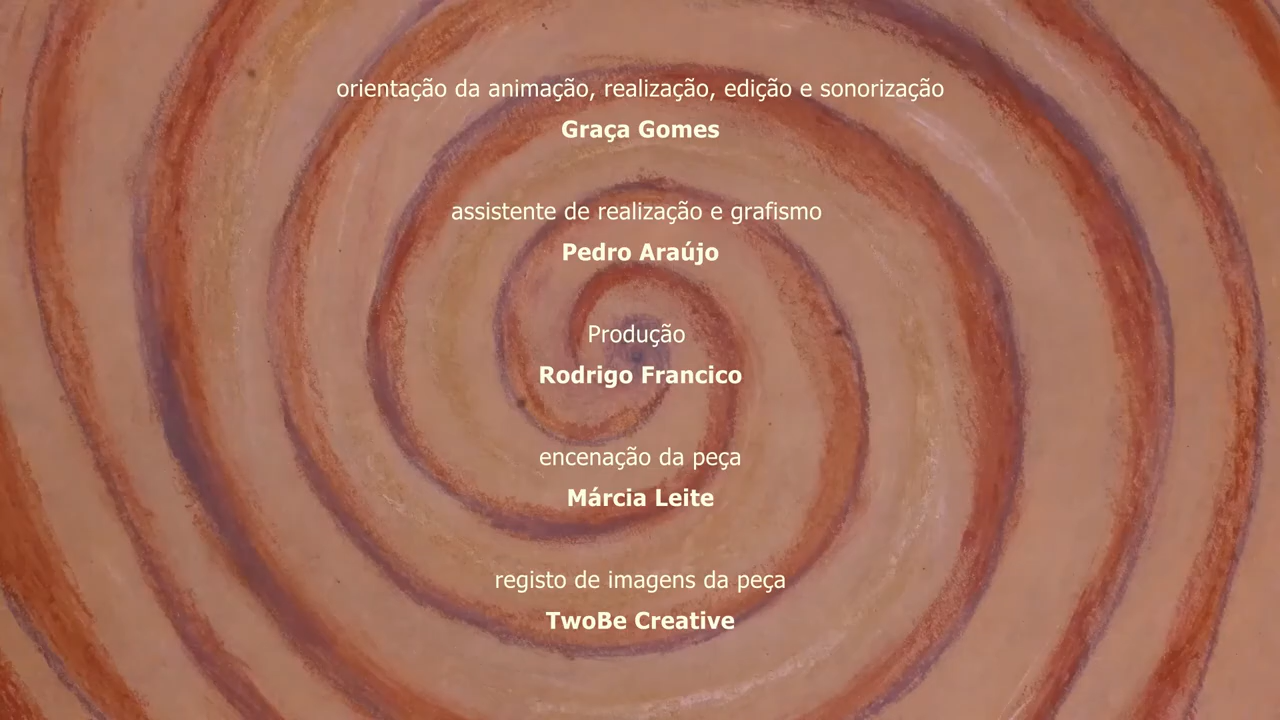 orientação da animação, realização, edição e sonorização
Graça Gomes
assistente de realização e grafismo
Pedro Araújo
Produção
Rodrigo Francico
encenação da peça
Márcia Leite
registo de imagens da peça
TwoBe Creative